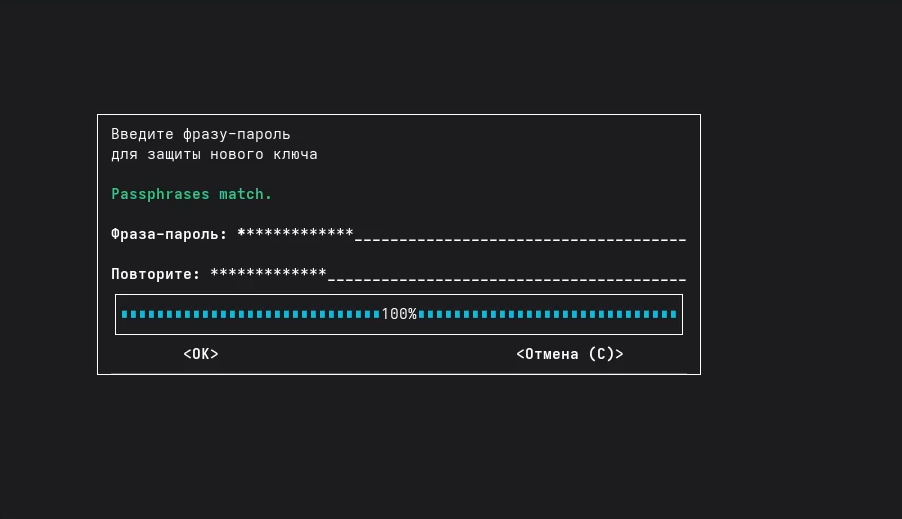 Введите фразу-пароль
для защиты нового ключа
Passphrases match.
Фраза-пароль: *************_____________________________________
Повторите: *************________________________________________
100%
<OK> <Отмена (C)>